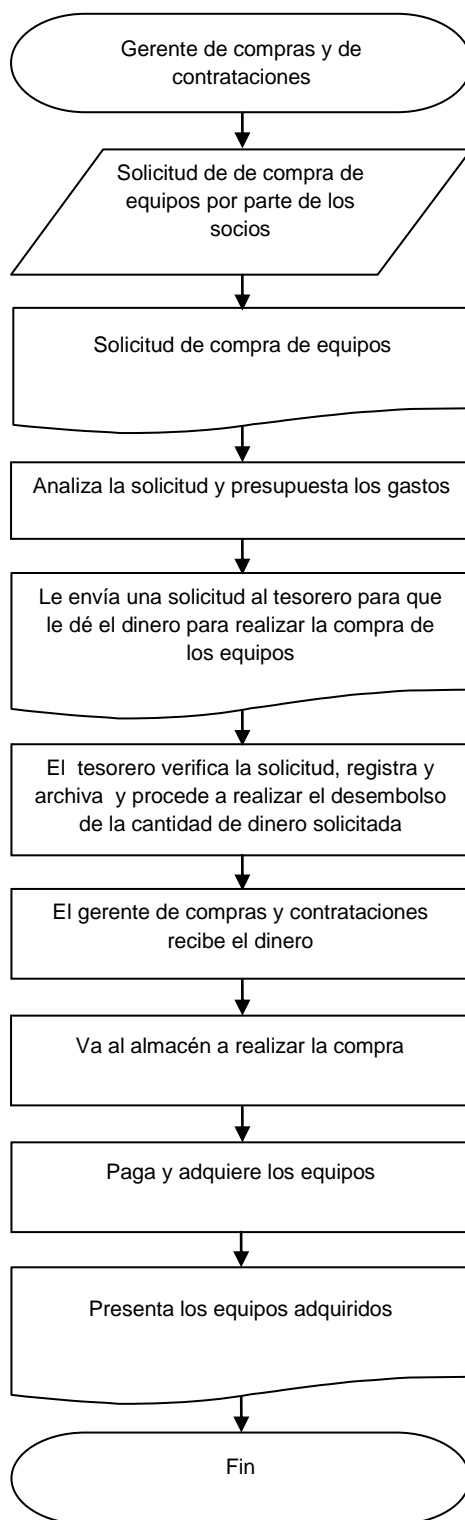 Gerente de compras y de
contrataciones
Solicitud de de compra de
equipos por parte de los
socios
Solicitud de compra de equipos
Analiza la solicitud y presupuesta los gastos
Le envía una solicitud al tesorero para que
le dé el dinero para realizar la compra de
los equipos
El  tesorero verifica la solicitud, registra y
archiva  y procede a realizar el desembolso
de la cantidad de dinero solicitada
El gerente de compras y contrataciones
recibe el dinero
Va al almacén a realizar la compra
Paga y adquiere los equipos
Presenta los equipos adquiridos
Fin